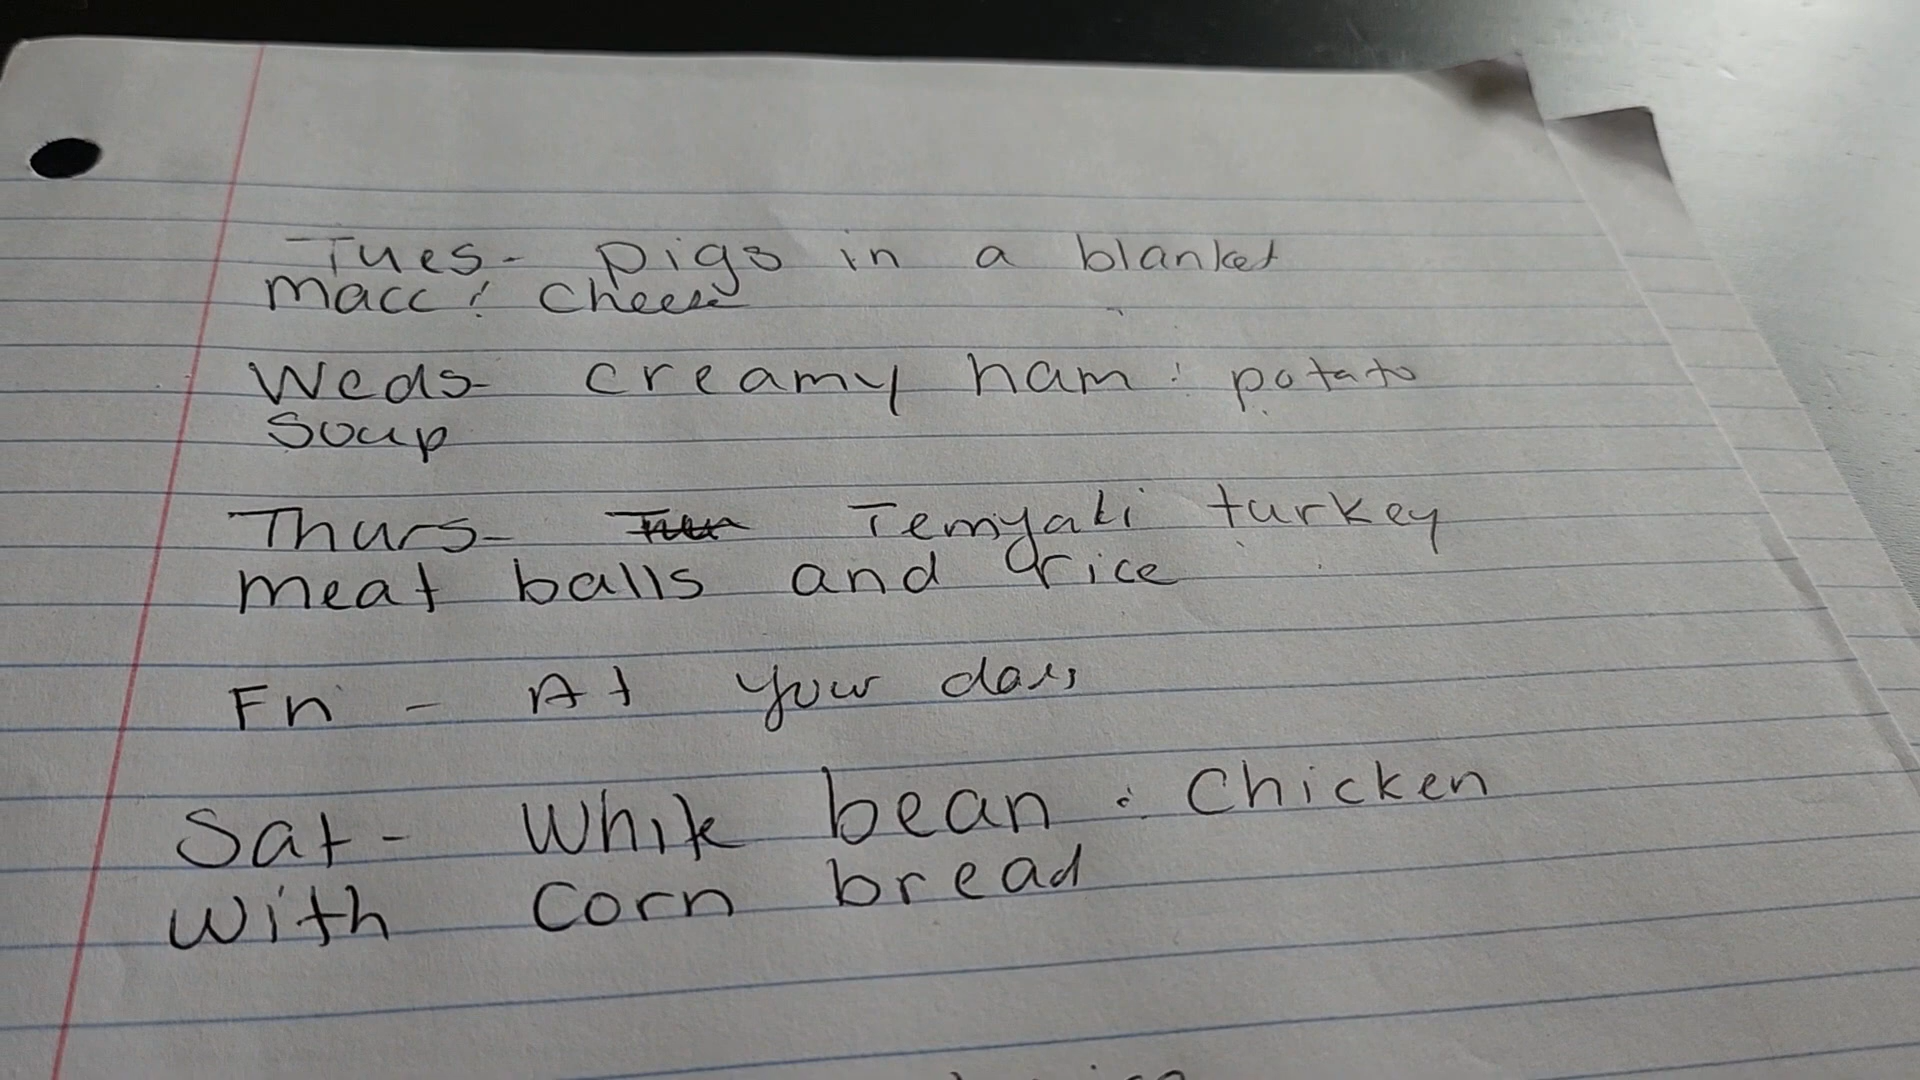 Tues- pigs in a blanket
macc & cheese
Weds- creamy ham & potato
Soup
Thurs- Temyaki turkey
meat balls and rice
Fri - At your dads
Sat- White bean & Chicken
with corn bread